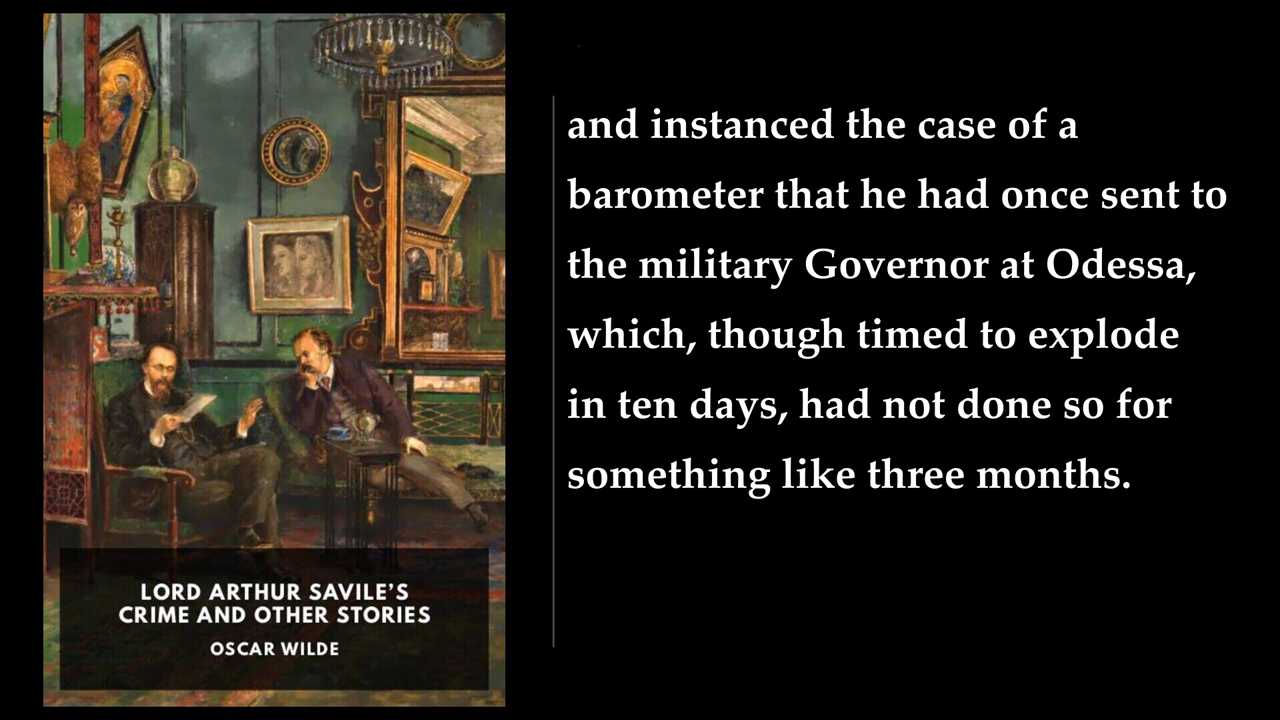 and instanced the case of a
barometer that he had once sent to
the military Governor at Odessa,
which, though timed to explode
in ten days, had not done so for
something like three months.
LORD ARTHUR SAVILE’S
CRIME AND OTHER STORIES
OSCAR WILDE